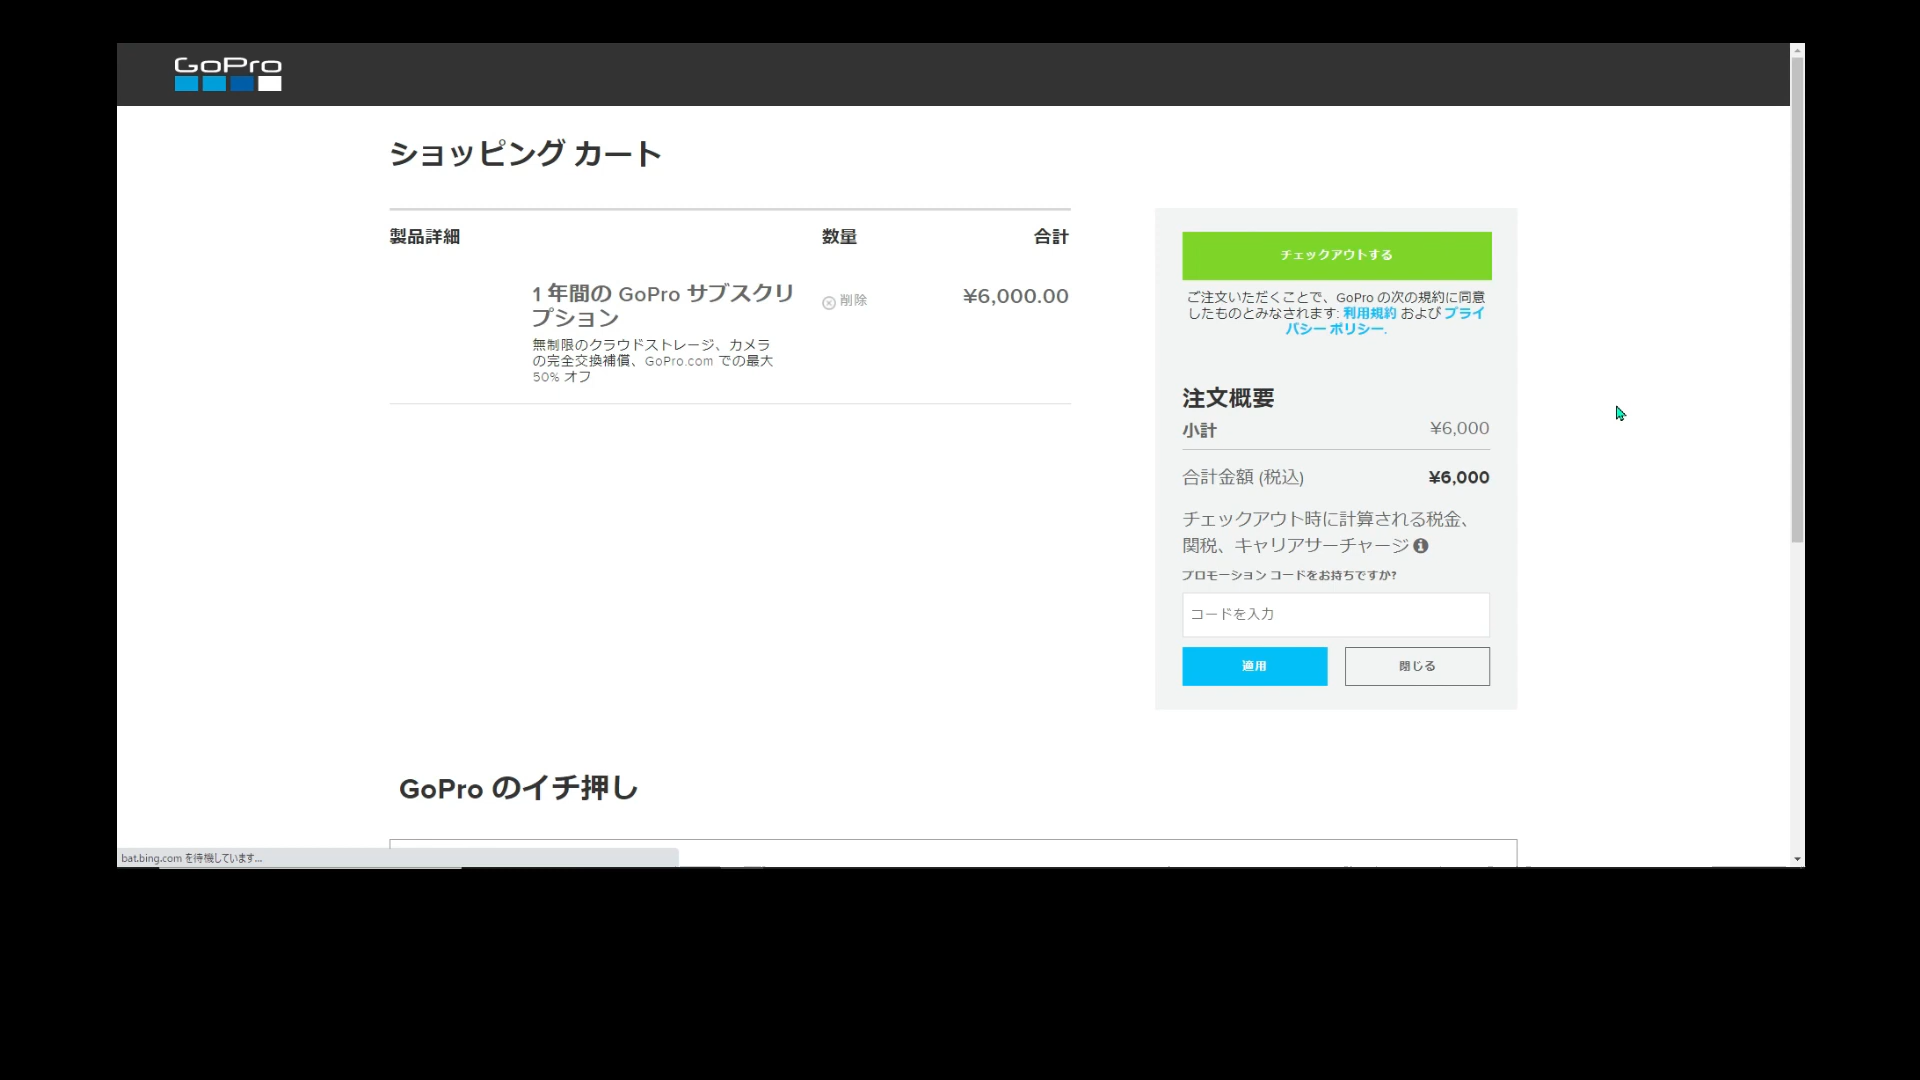 GoPro
ショッピング カート
製品詳細
数量
合計
1 年間の GoPro サブスクリ
プション
無制限のクラウドストレージ、カメラ
の完全交換補償、GoPro.com での最大
50% オフ
削除
¥6,000.00
チェックアウトする
ご注文いただくことで、GoPro の次の規約に同意
したものとみなされます: 利用規約 および プライ
バシー ポリシー.
注文概要
小計
¥6,000
合計金額 (税込)
¥6,000
チェックアウト時に計算される税金、
関税、キャリアサーチャージ
プロモーション コードをお持ちですか?
コードを入力
適用
閉じる
GoPro のイチ押し
bat.bing.com を待機しています...